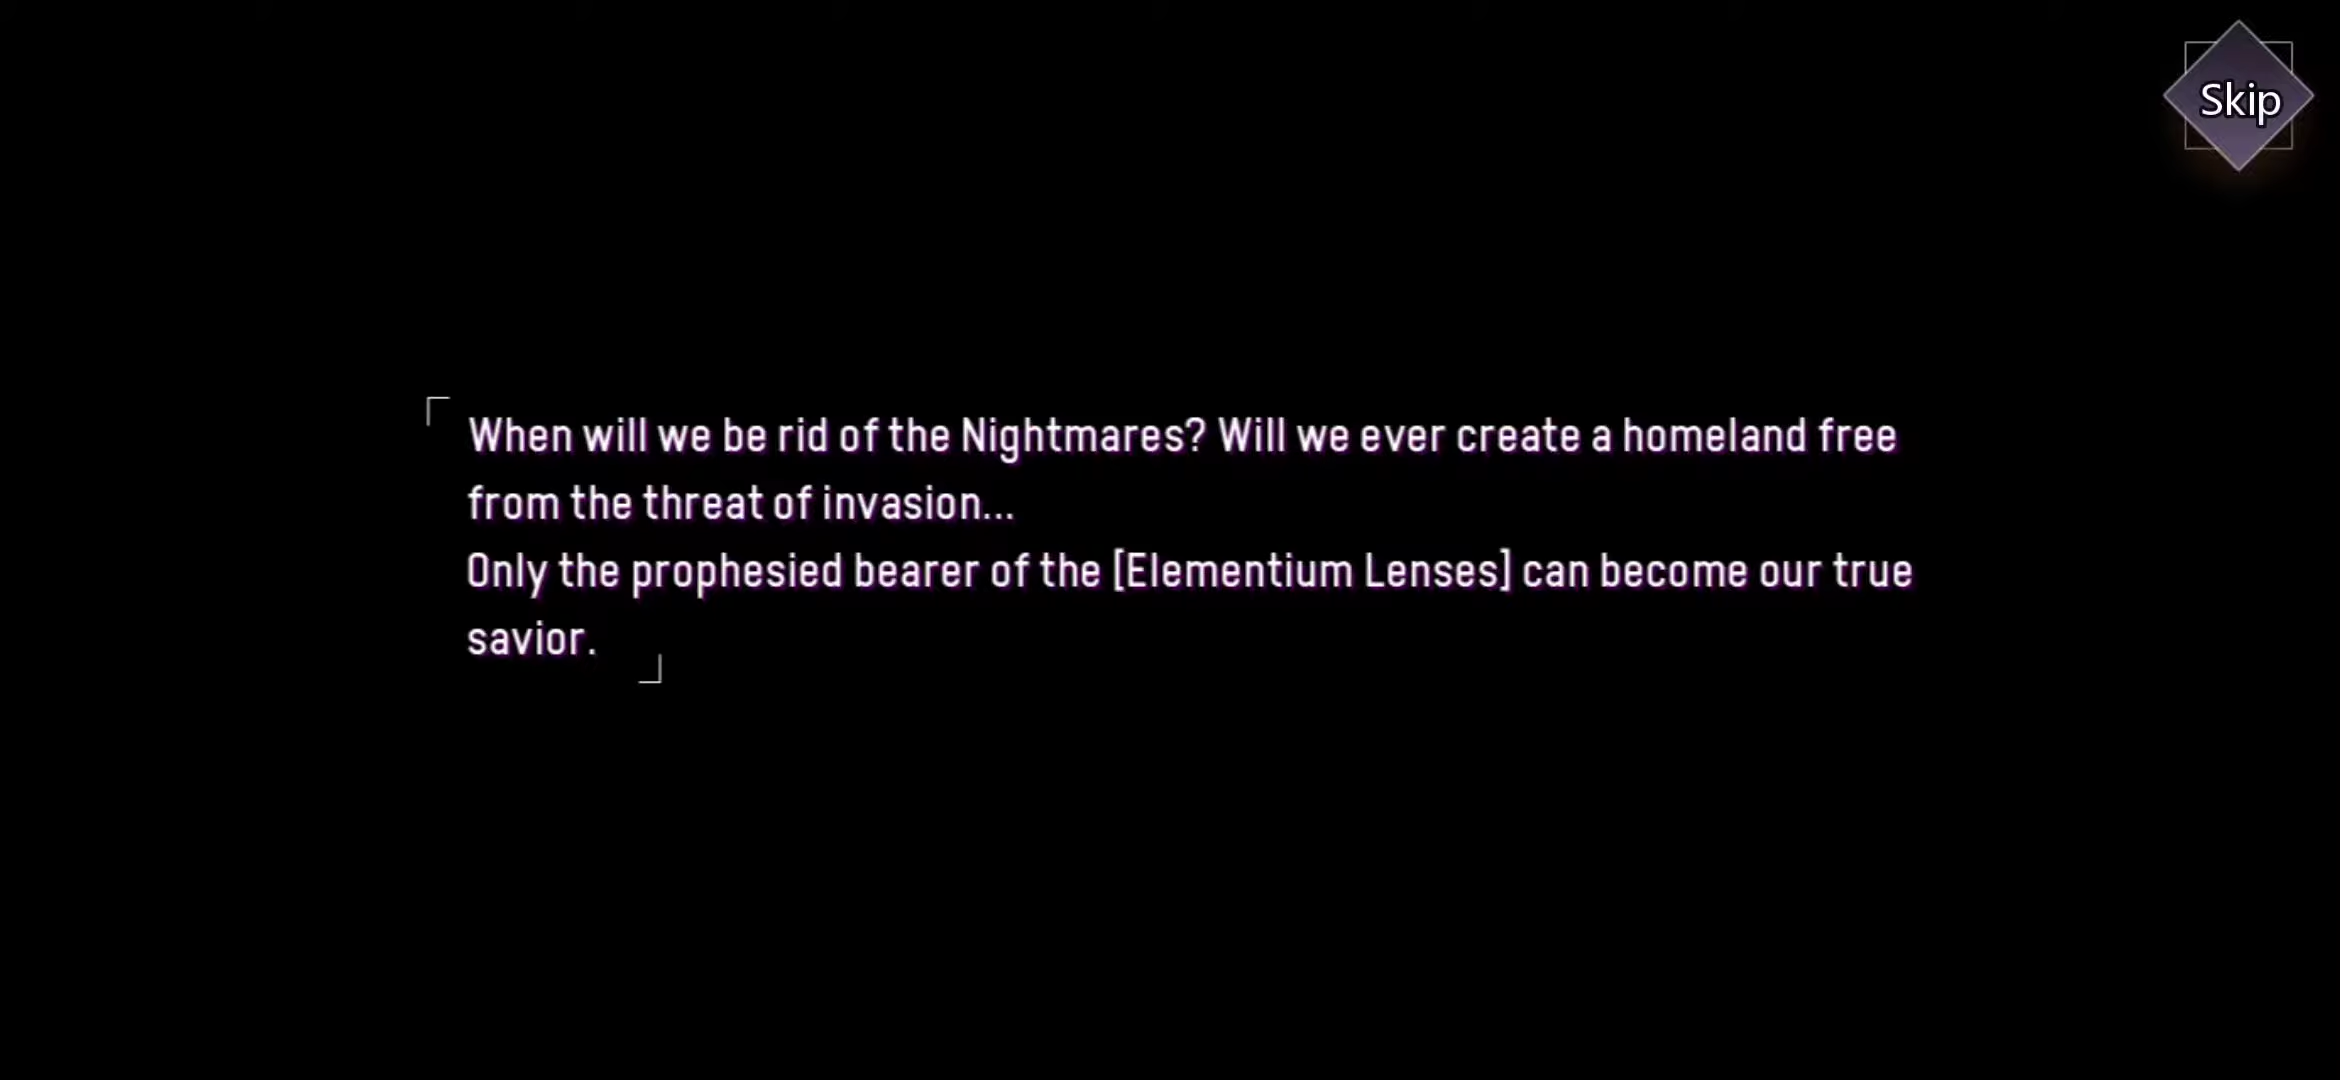 Skip
When will we be rid of the Nightmares? Will we ever create a homeland free
from the threat of invasion...
Only the prophesied bearer of the [Elementium Lenses] can become our true
savior.